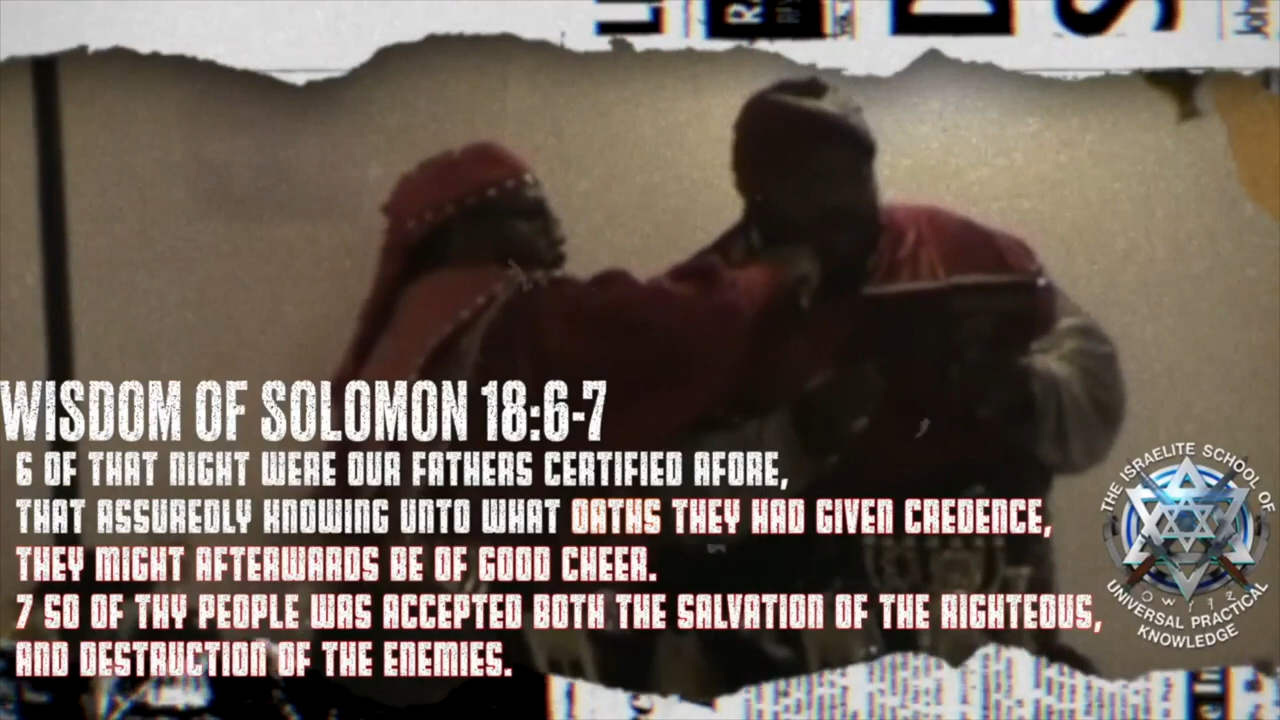 WISDOM OF SOLOMON 18:6-7
6 OF THAT NIGHT WERE OUR FATHERS CERTIFIED AFORE,
THAT ASSUREDLY KNOWING UNTO WHAT OATHS THEY HAD GIVEN CREDENCE,
THEY MIGHT AFTERWARDS BE OF GOOD CHEER.
7 SO OF THY PEOPLE WAS ACCEPTED BOTH THE SALVATION OF THE RIGHTEOUS,
AND DESTRUCTION OF THE ENEMIES.
THE ISRAELITE SCHOOL OF
UNIVERSAL PRACTICAL
KNOWLEDGE